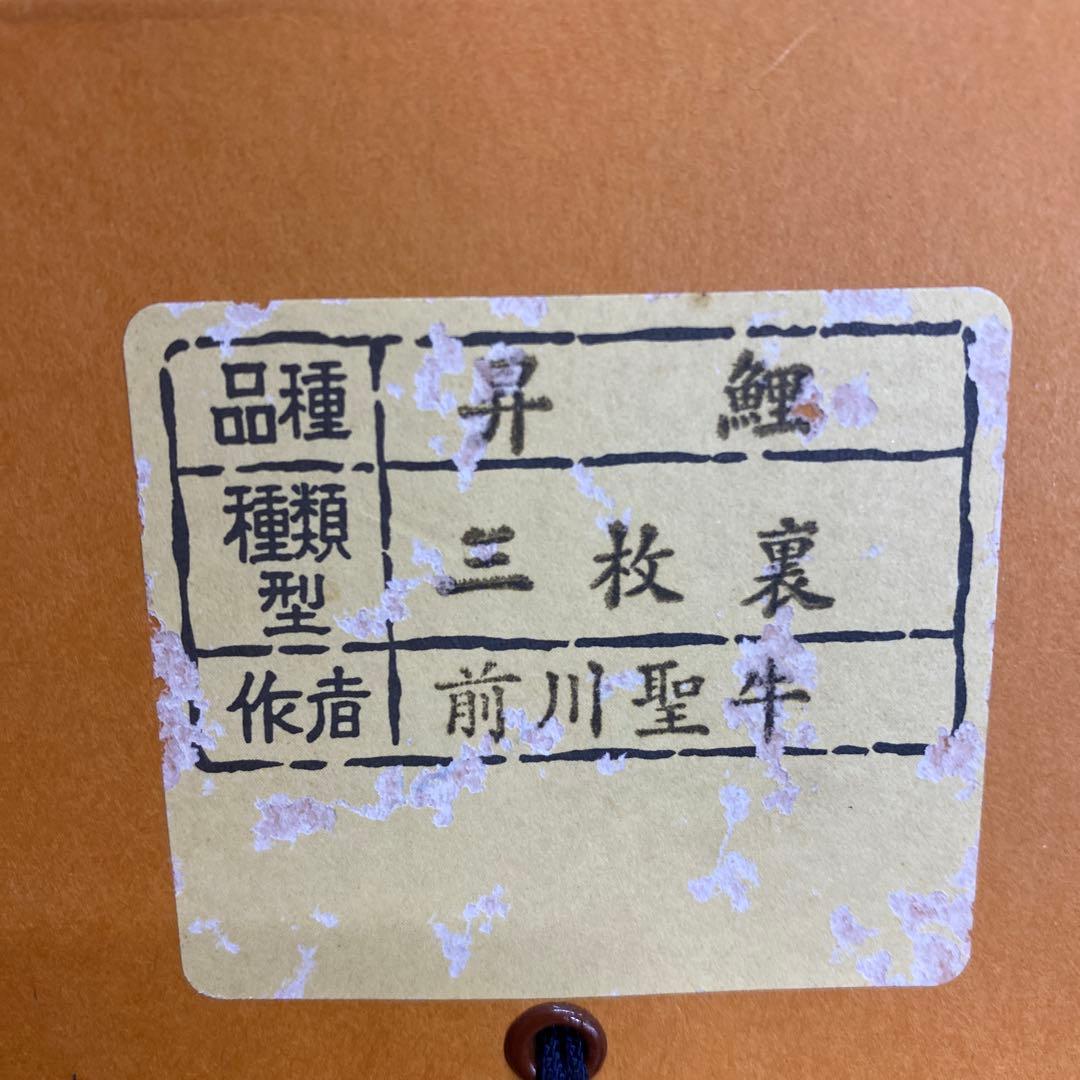 品種 昇鯉
種類型 三枚裏
作者 前川聖牛